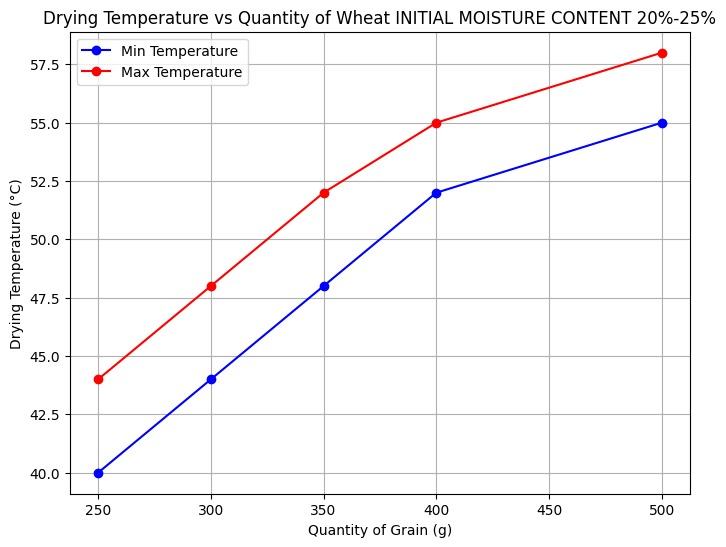 Drying Temperature vs Quantity of Wheat INITIAL MOISTURE CONTENT 20%-25%
Min Temperature
Max Temperature
Drying Temperature (°C)
57.5
55.0
52.5
50.0
47.5
45.0
42.5
40.0
250 300 350 400 450 500
Quantity of Grain (g)